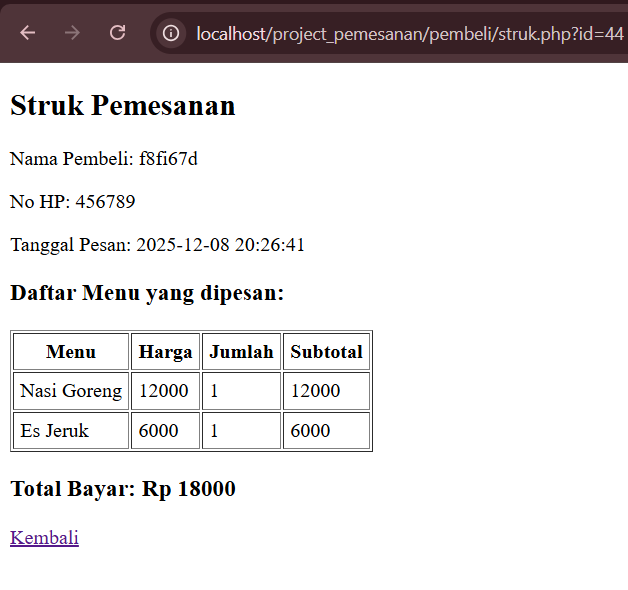 localhost/project_pemesanan/pembeli/struk.php?id=44
Struk Pemesanan
Nama Pembeli: f8fi67d
No HP: 456789
Tanggal Pesan: 2025-12-08 20:26:41
Daftar Menu yang dipesan:
Menu Harga Jumlah Subtotal
Nasi Goreng 12000 1 12000
Es Jeruk 6000 1 6000
Total Bayar: Rp 18000
Kembali